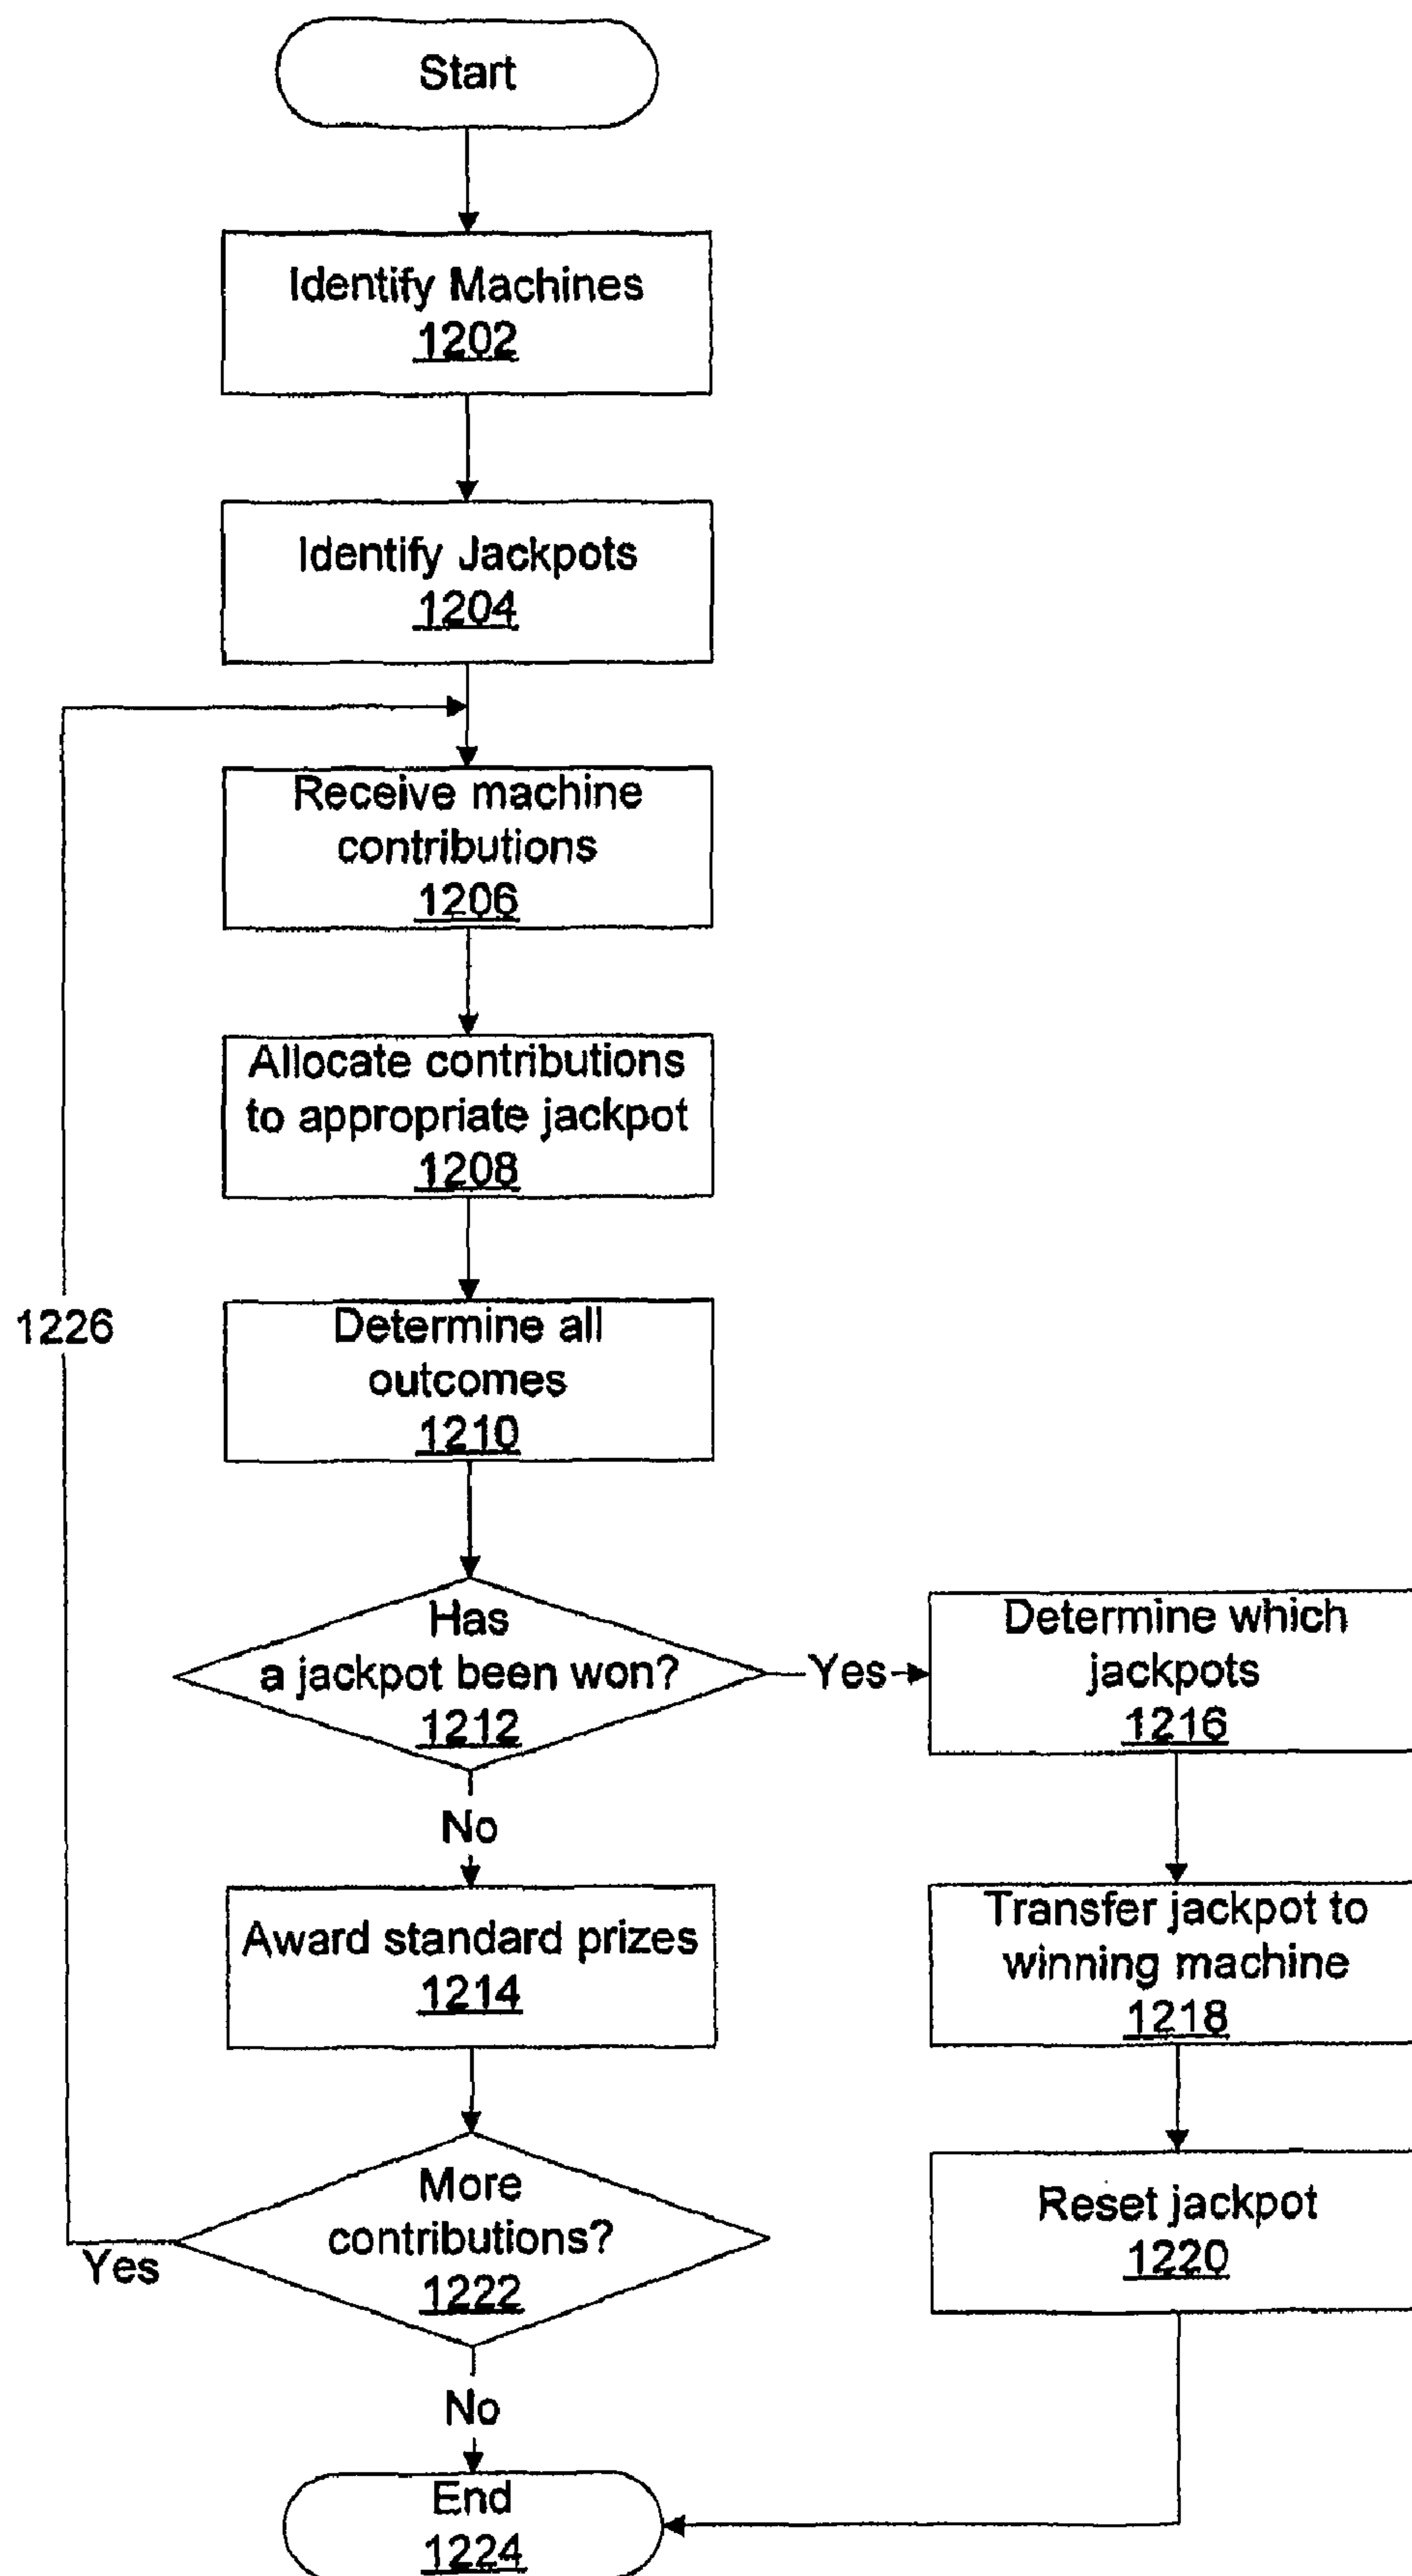 Start
Identify Machines
1202
Identify Jackpots
1204
Receive machine
contributions
1206
Allocate contributions
to appropriate jackpot
1208
Determine all
outcomes
1210
1226
Has
a jackpot been won?
1212
Yes
Determine which
jackpots
1216
No
Award standard prizes
1214
Transfer jackpot to
winning machine
1218
More
contributions?
1222
Yes
Reset jackpot
1220
No
End
1224